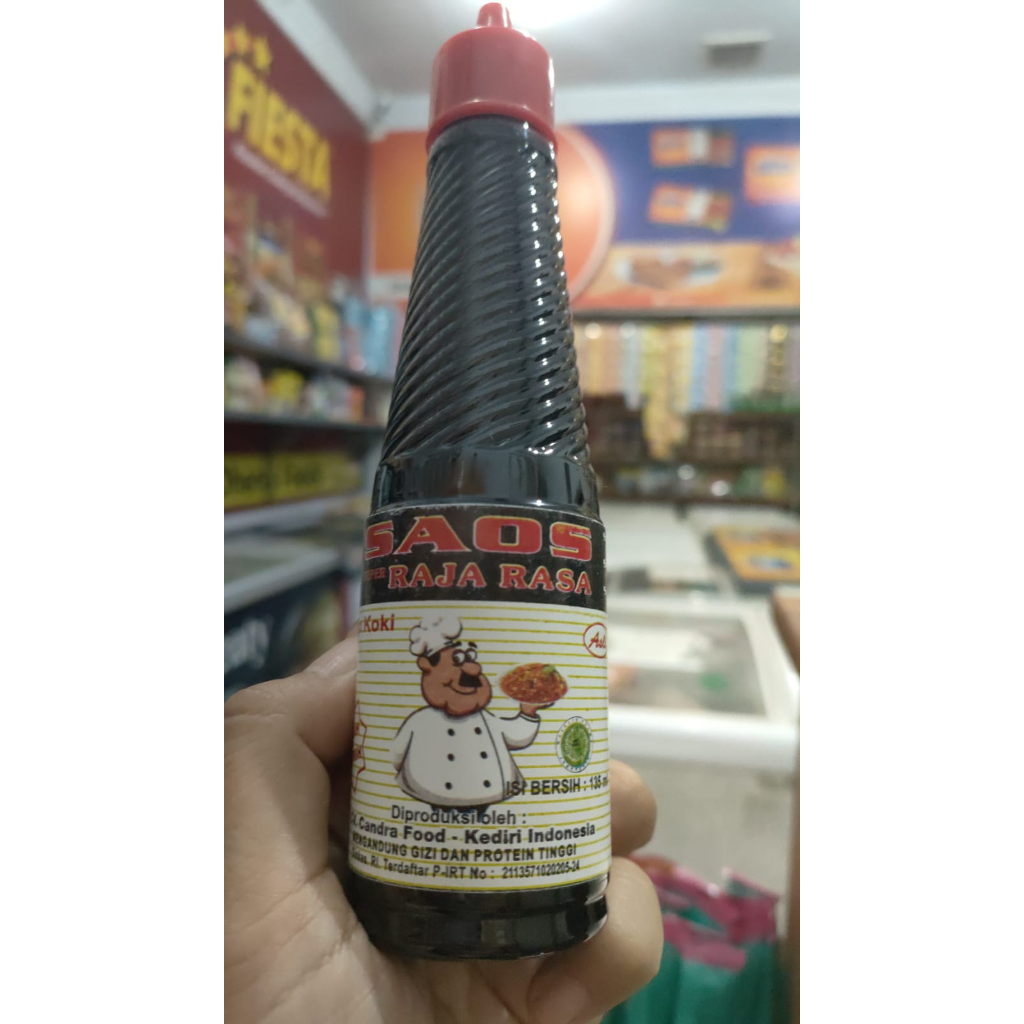 FIESTA
SAOS
RAJA RASA
Koki
ISI BERSIH : 135 ml
Diproduksi oleh :
Candra Food - Kediri Indonesia
MENGANDUNG GIZI DAN PROTEIN TINGGI
RI. Terdaftar P-IRT No : 2113571020205-24